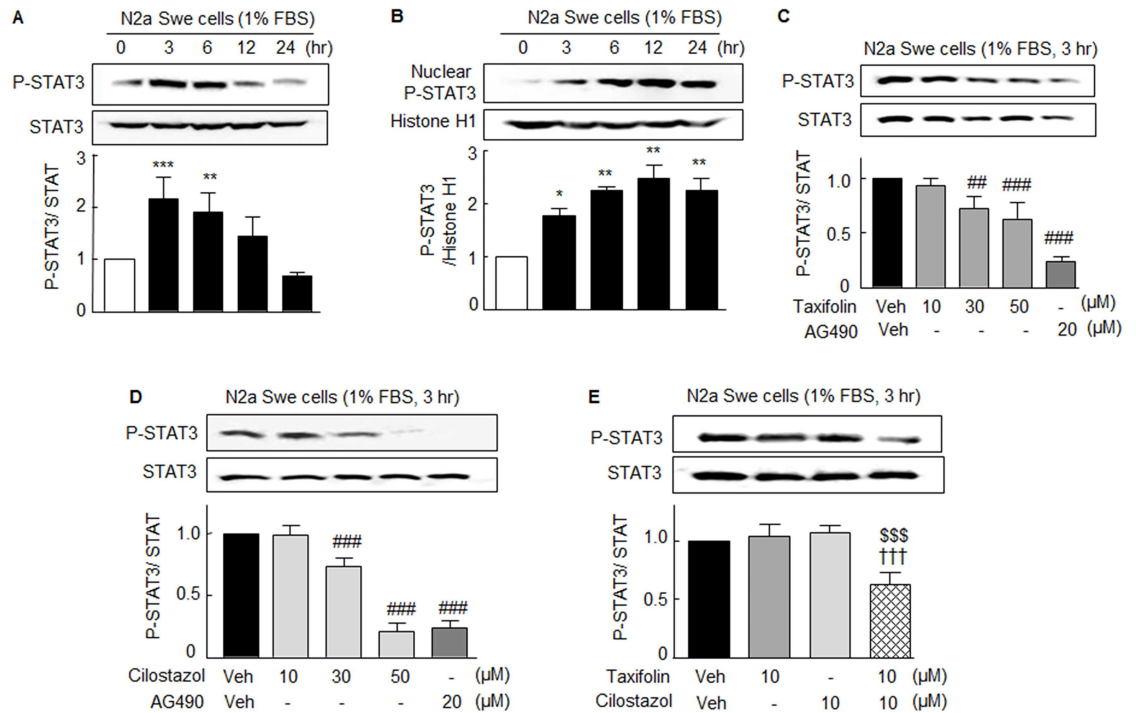 A
N2a Swe cells (1% FBS)
0 3 6 12 24 (hr)
P-STAT3
STAT3
P-STAT3/ STAT
3
2
1
0
*** **
B
N2a Swe cells (1% FBS)
0 3 6 12 24 (hr)
Nuclear
P-STAT3
Histone H1
P-STAT3
/Histone H1
3
2
1
0
* ** ** **
C
N2a Swe cells (1% FBS, 3 hr)
P-STAT3
STAT3
P-STAT3/ STAT
1.0
0.5
0
## ### ###
Taxifolin Veh 10 30 50 - (µM)
AG490 Veh - - - 20 (µM)
D
N2a Swe cells (1% FBS, 3 hr)
P-STAT3
STAT3
P-STAT3/ STAT
1.0
0.5
0
### ### ###
Cilostazol Veh 10 30 50 - (µM)
AG490 Veh - - - 20 (µM)
E
N2a Swe cells (1% FBS, 3 hr)
P-STAT3
STAT3
P-STAT3/ STAT
1.0
0.5
0
$$$
†††
Taxifolin Veh 10 - 10 (µM)
Cilostazol Veh - 10 10 (µM)